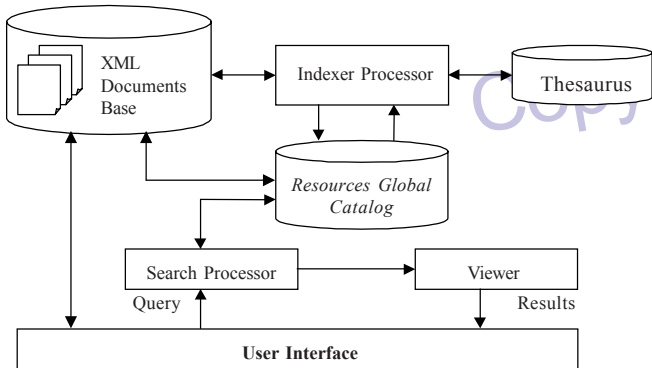 XML
Documents
Base
Indexer Processor
Thesaurus
Copy
Resources Global
Catalog
Search Processor
Viewer
Query
Results
User Interface